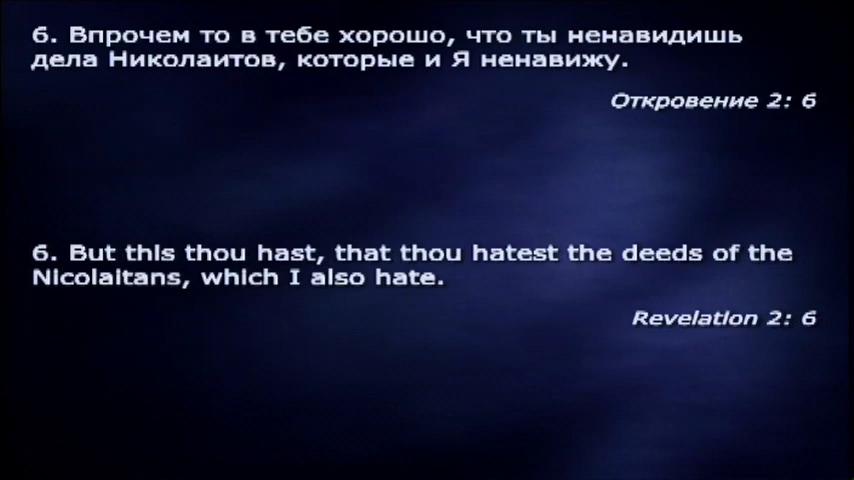 6. Впрочем то в тебе хорошо, что ты ненавидишь
дела Николаитов, которые и Я ненавижу.
Откровение 2: 6
6. But this thou hast, that thou hatest the deeds of the
Nicolaitans, which I also hate.
Revelation 2: 6